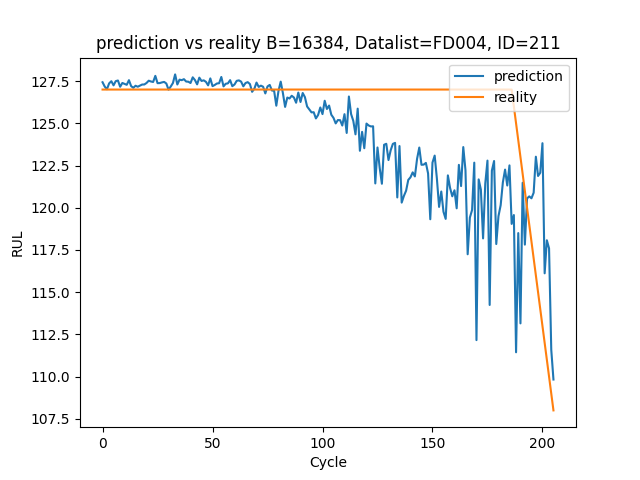 prediction vs reality B=16384, Datalist=FD004, ID=211
prediction
reality
RUL
127.5
125.0
122.5
120.0
117.5
115.0
112.5
110.0
107.5
0
50
100
150
200
Cycle